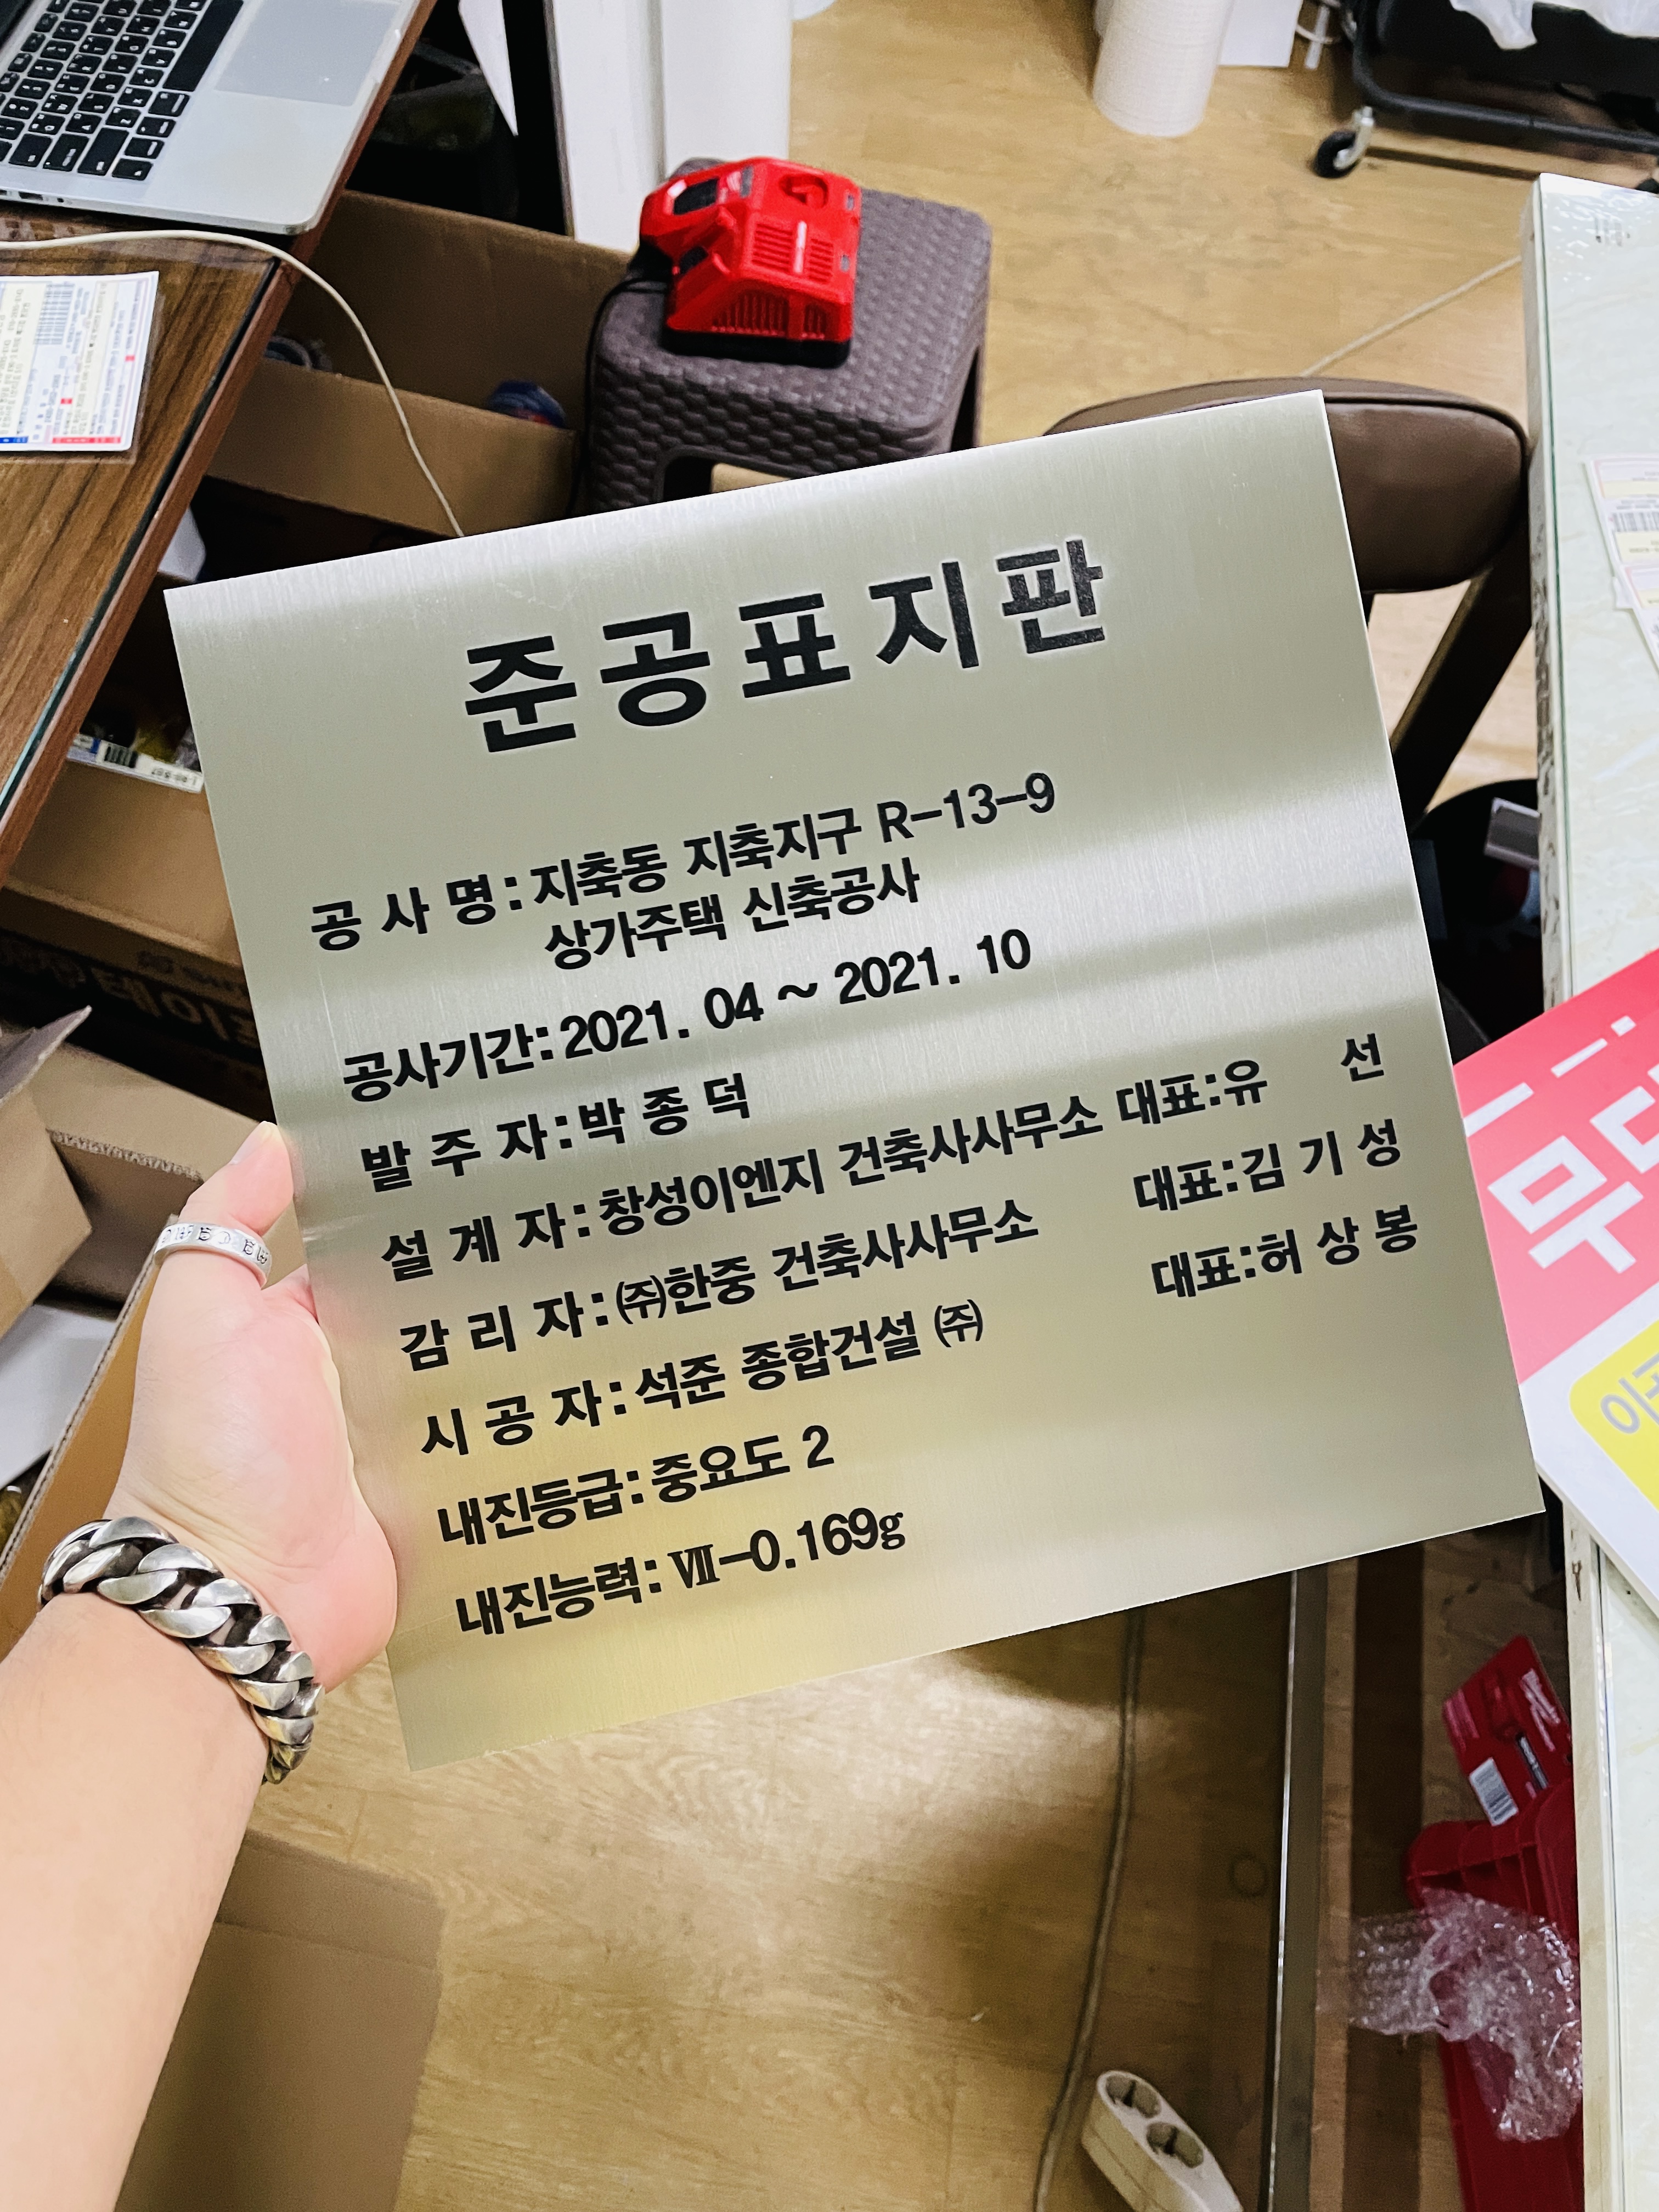 준공표지판
공 사 명 : 지축동 지축지구 R-13-9
상가주택 신축공사
공사기간: 2021. 04 ~ 2021. 10
발 주 자 : 박 종 덕
설 계 자 : 창성이엔지 건축사사무소 대표:유 선
감 리 자 : ㈜한중 건축사사무소 대표:김 기 성
시 공 자 : 석준 종합건설 ㈜ 대표:허 상 봉
내진등급: 중요도 2
내진능력: Ⅶ-0.169g